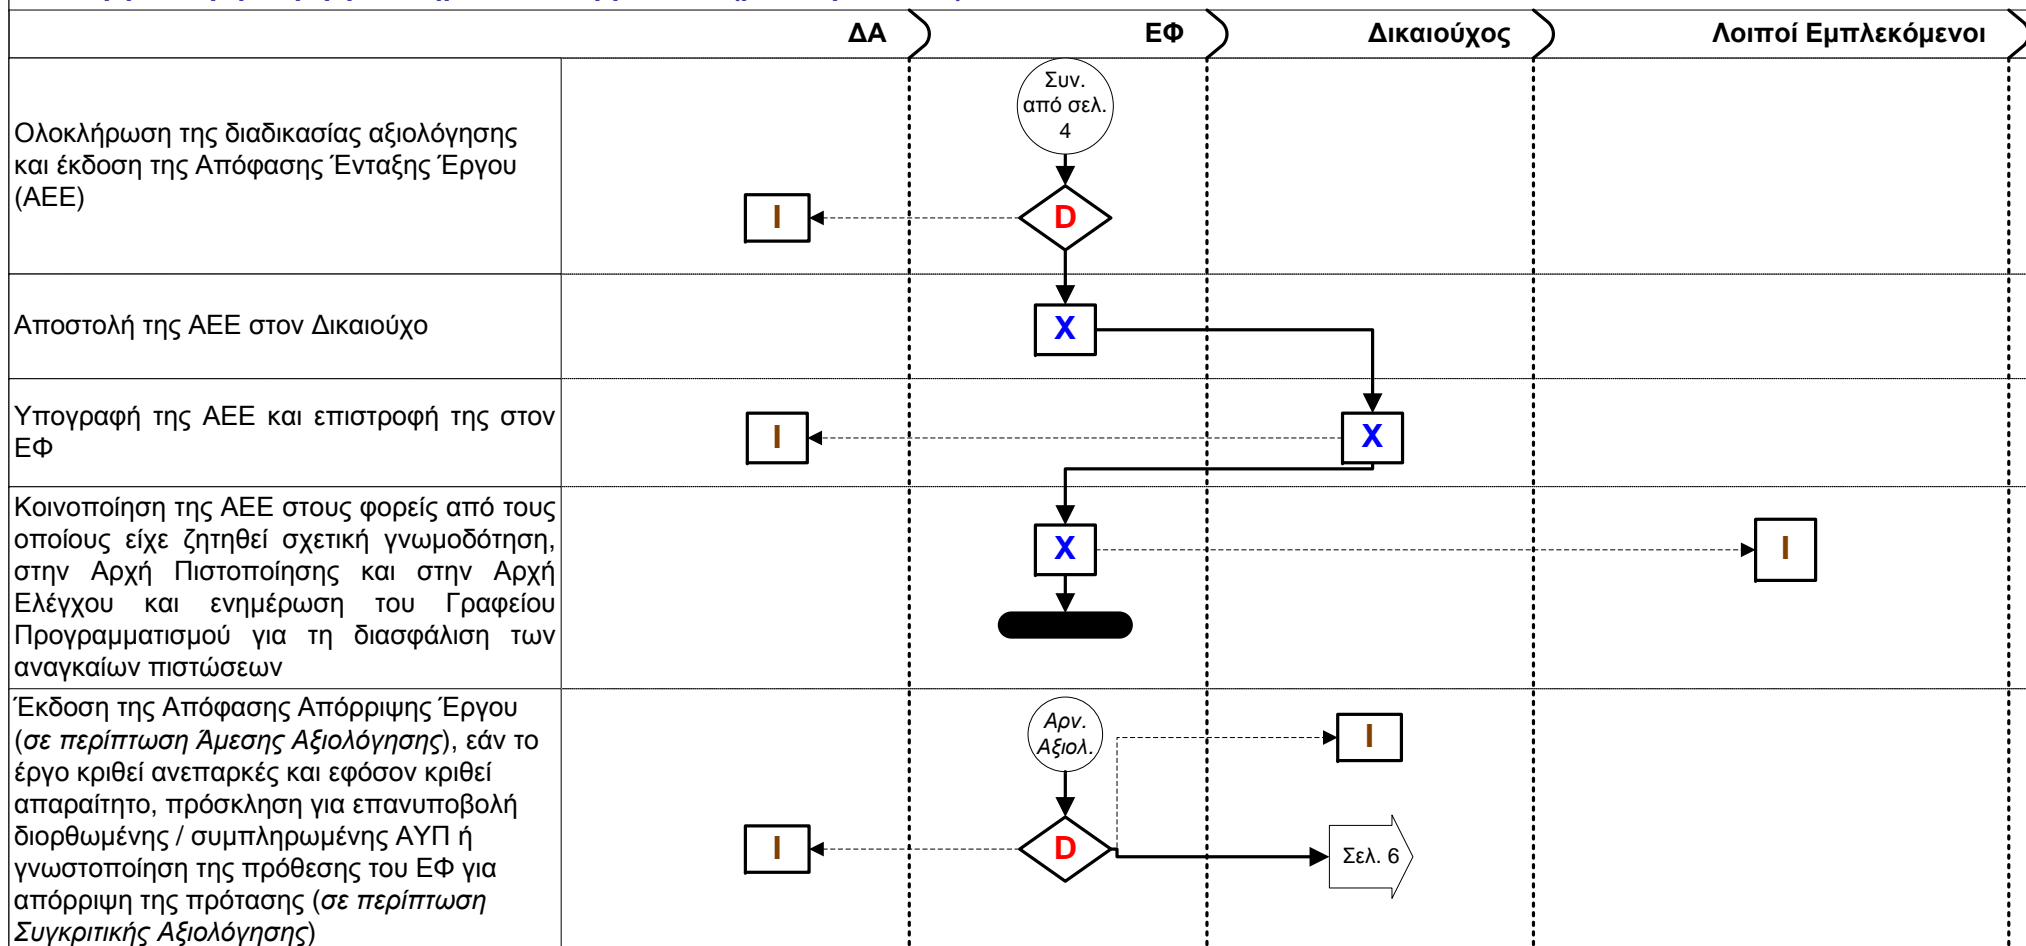 ΔΑ
ΕΦ
Δικαιούχος
Λοιποί Εμπλεκόμενοι
Ολοκλήρωση της διαδικασίας αξιολόγησης
και έκδοση της Απόφασης Ένταξης Έργου
(ΑΕΕ)
Συν.
από σελ.
4
I
D
Αποστολή της ΑΕΕ στον Δικαιούχο
X
Υπογραφή της ΑΕΕ και επιστροφή της στον
ΕΦ
I
X
Κοινοποίηση της ΑΕΕ στους φορείς από τους
οποίους είχε ζητηθεί σχετική γνωμοδότηση,
στην Αρχή Πιστοποίησης και στην Αρχή
Ελέγχου και ενημέρωση του Γραφείου
Προγραμματισμού για τη διασφάλιση των
αναγκαίων πιστώσεων
X
I
Έκδοση της Απόφασης Απόρριψης Έργου
(σε περίπτωση Άμεσης Αξιολόγησης), εάν το
έργο κριθεί ανεπαρκές και εφόσον κριθεί
απαραίτητο, πρόσκληση για επανυποβολή
διορθωμένης / συμπληρωμένης ΑΥΠ ή
γνωστοποίηση της πρόθεσης του ΕΦ για
απόρριψη της πρότασης (σε περίπτωση
Συγκριτικής Αξιολόγησης)
Αρν.
Αξιολ.
I
I
D
Σελ. 6